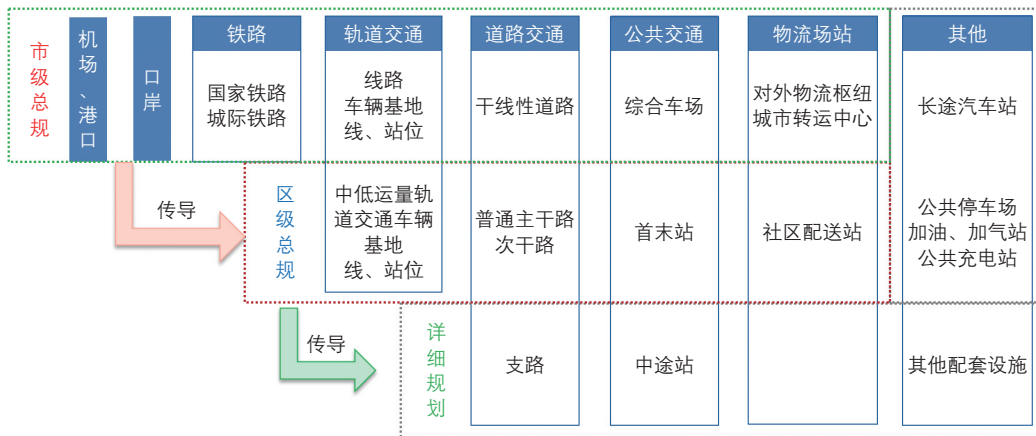 市级总规
机场、港口
口岸
铁路
国家铁路
城际铁路
轨道交通
线路
车辆基地
线、站位
道路交通
干线性道路
公共交通
综合车场
物流场站
对外物流枢纽
城市转运中心
其他
长途汽车站
传导
区级总规
中低运量轨
道交通车辆
基地
线、站位
普通主干路
次干路
首末站
社区配送站
公共停车场
加油、加气站
公共充电站
传导
详细规划
支路
中途站
其他配套设施